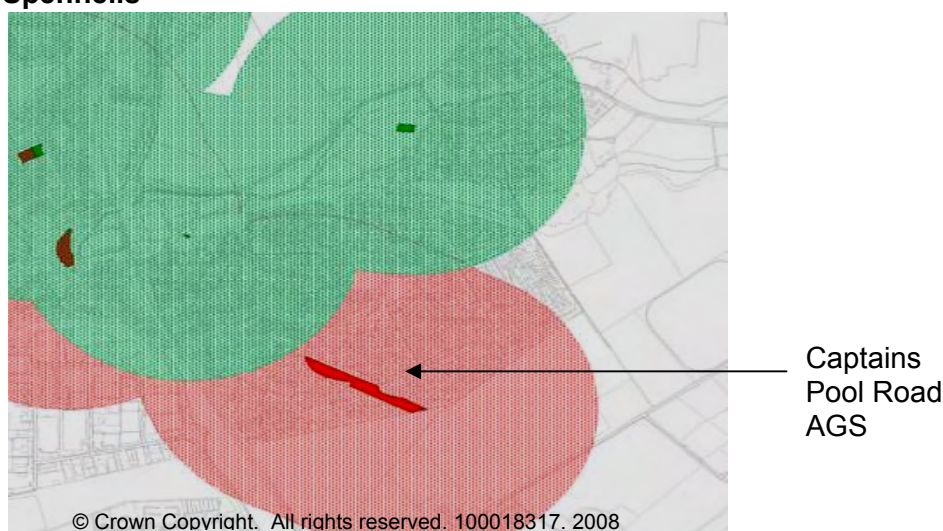 Spennells
Captains
Pool Road
AGS
© Crown Copyright. All rights reserved. 100018317. 2008